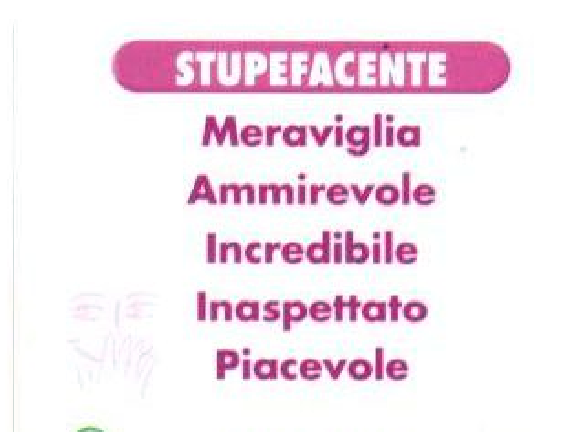 STUPEFACENTE
Meraviglia
Ammirevole
Incredibile
Inaspettato
Piacevole